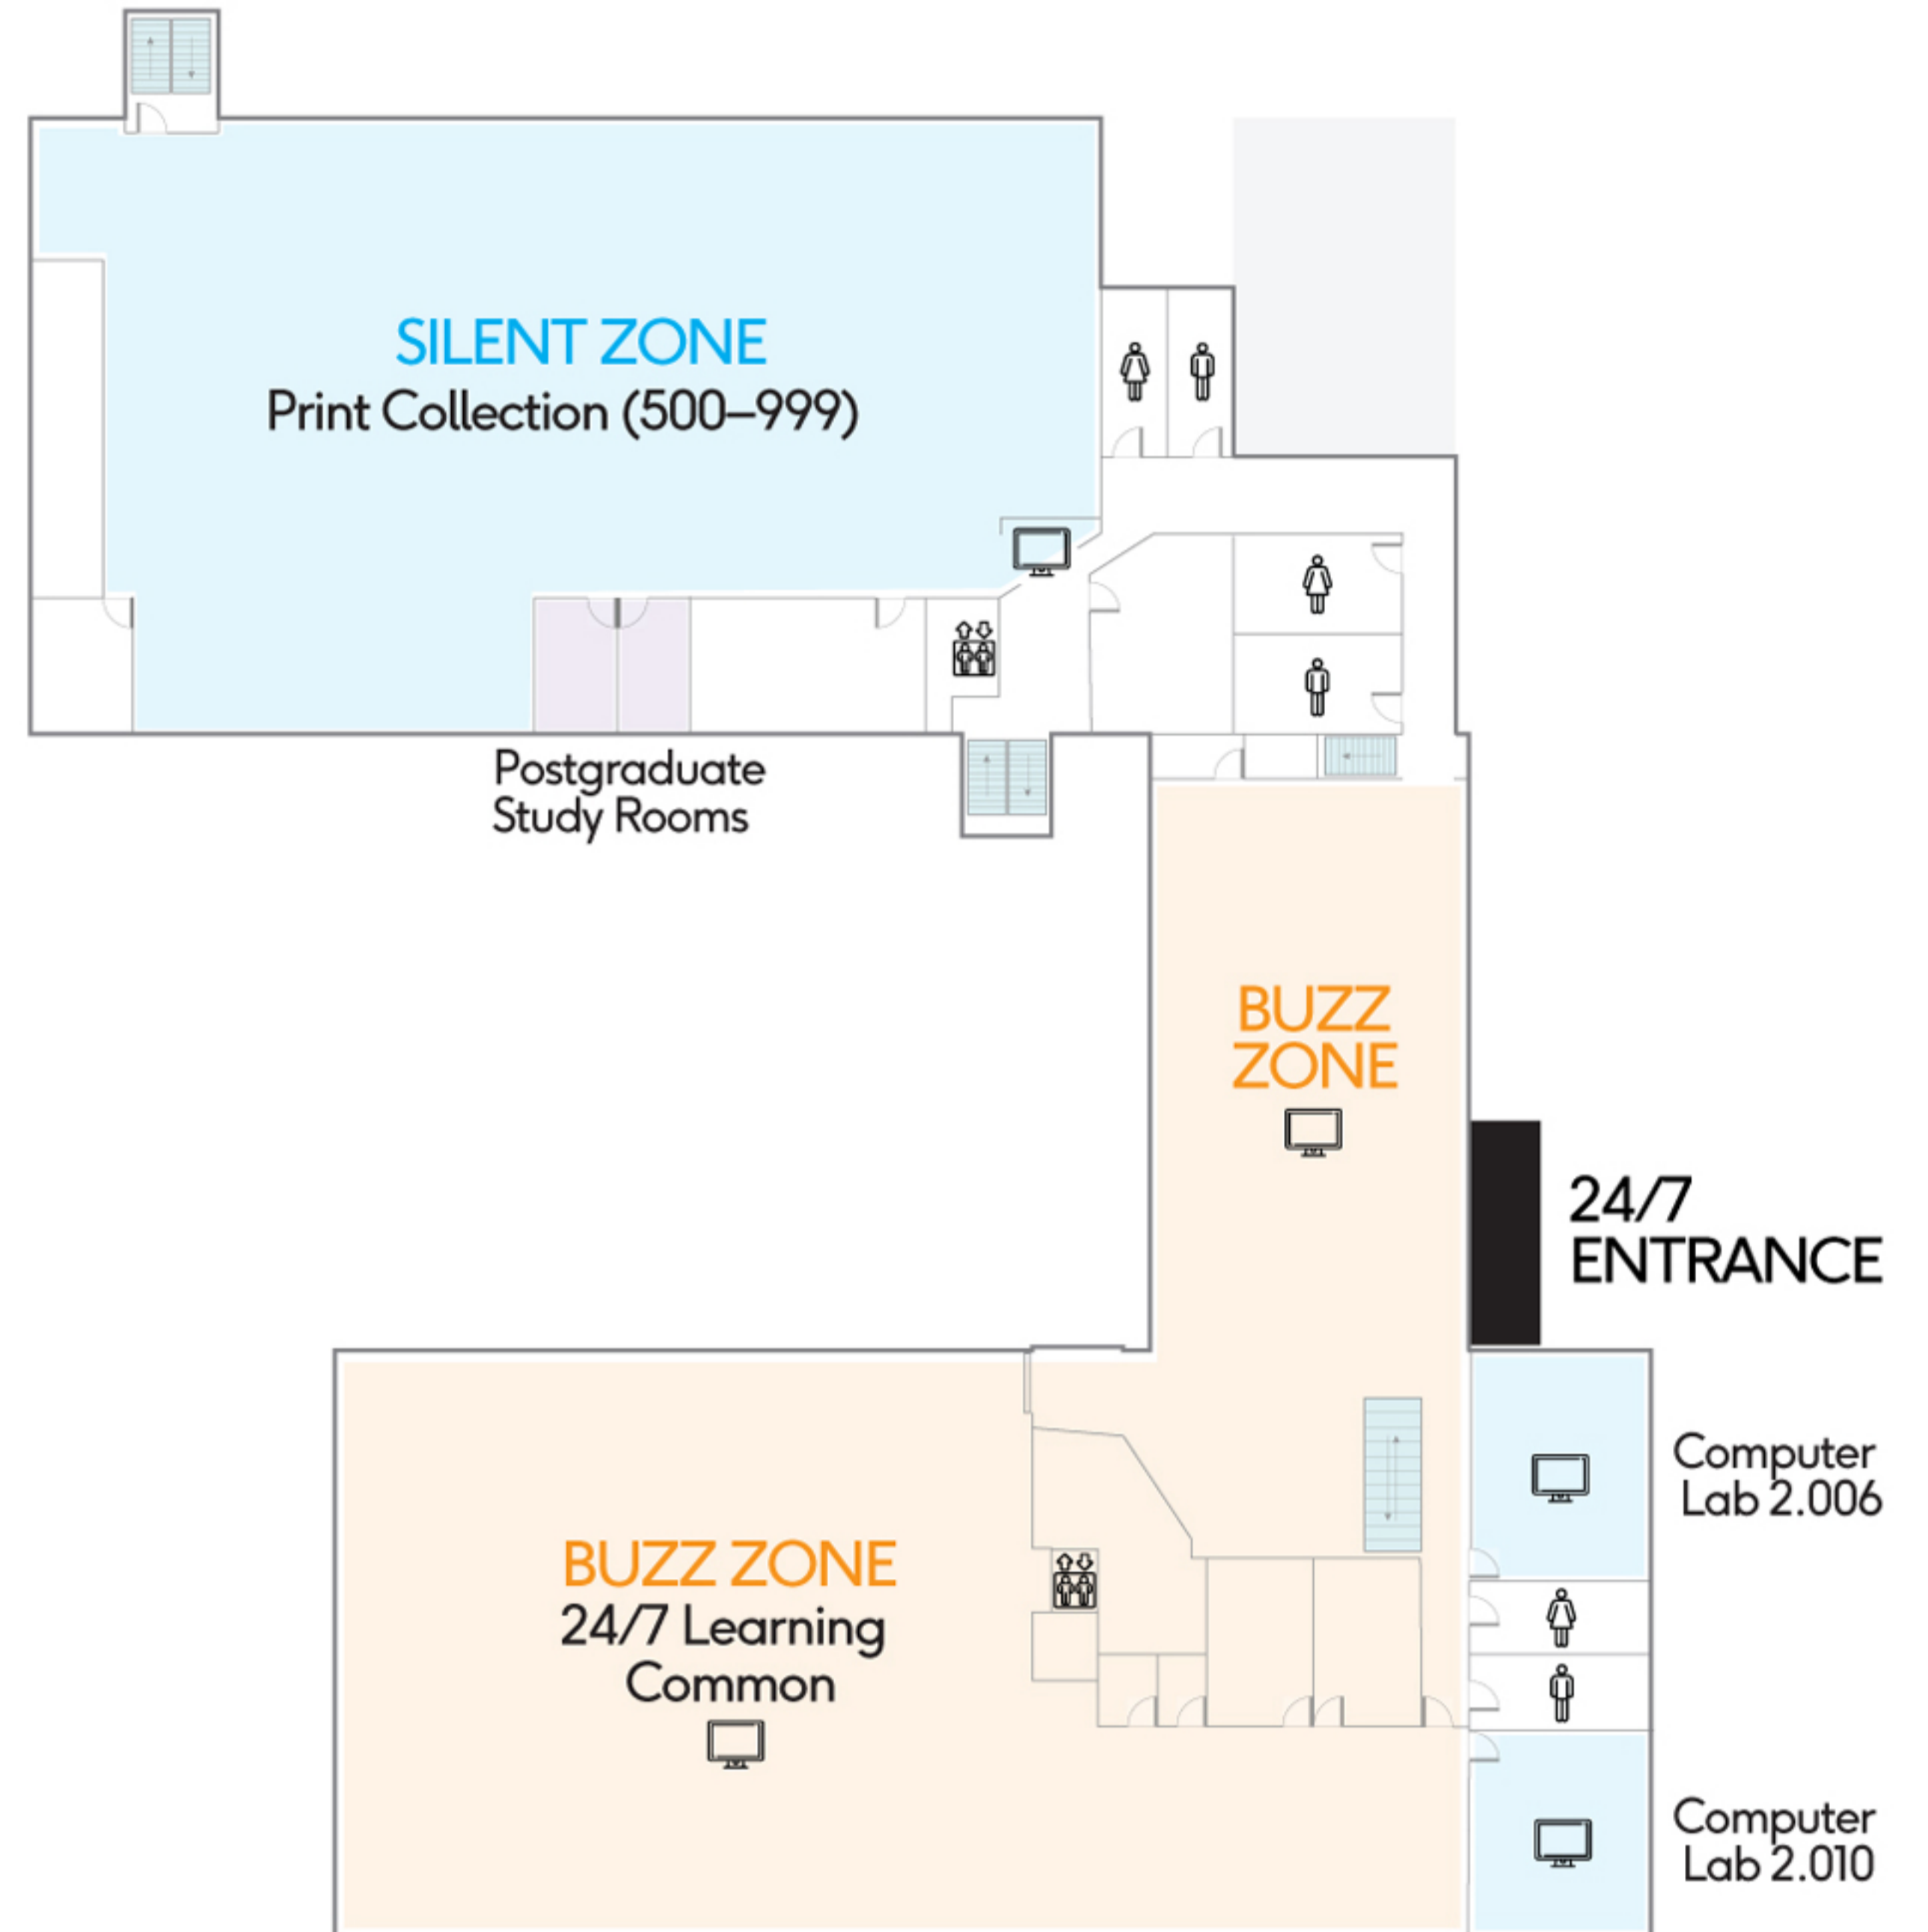 SILENT ZONE
Print Collection (500–999)
Postgraduate
Study Rooms
BUZZ
ZONE
24/7
ENTRANCE
Computer
Lab 2.006
BUZZ ZONE
24/7 Learning
Common
Computer
Lab 2.010